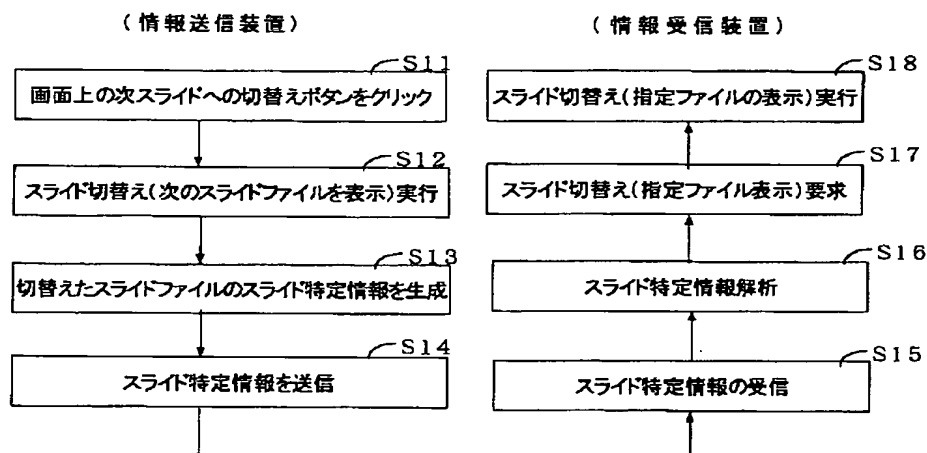 (情報送信装置)
S11
画面上の次スライドへの切替えボタンをクリック
S12
スライド切替え(次のスライドファイルを表示)実行
S13
切替えたスライドファイルのスライド特定情報を生成
S14
スライド特定情報を送信
(情報受信装置)
S18
スライド切替え(指定ファイルの表示)実行
S17
スライド切替え(指定ファイル表示)要求
S16
スライド特定情報解析
S15
スライド特定情報の受信